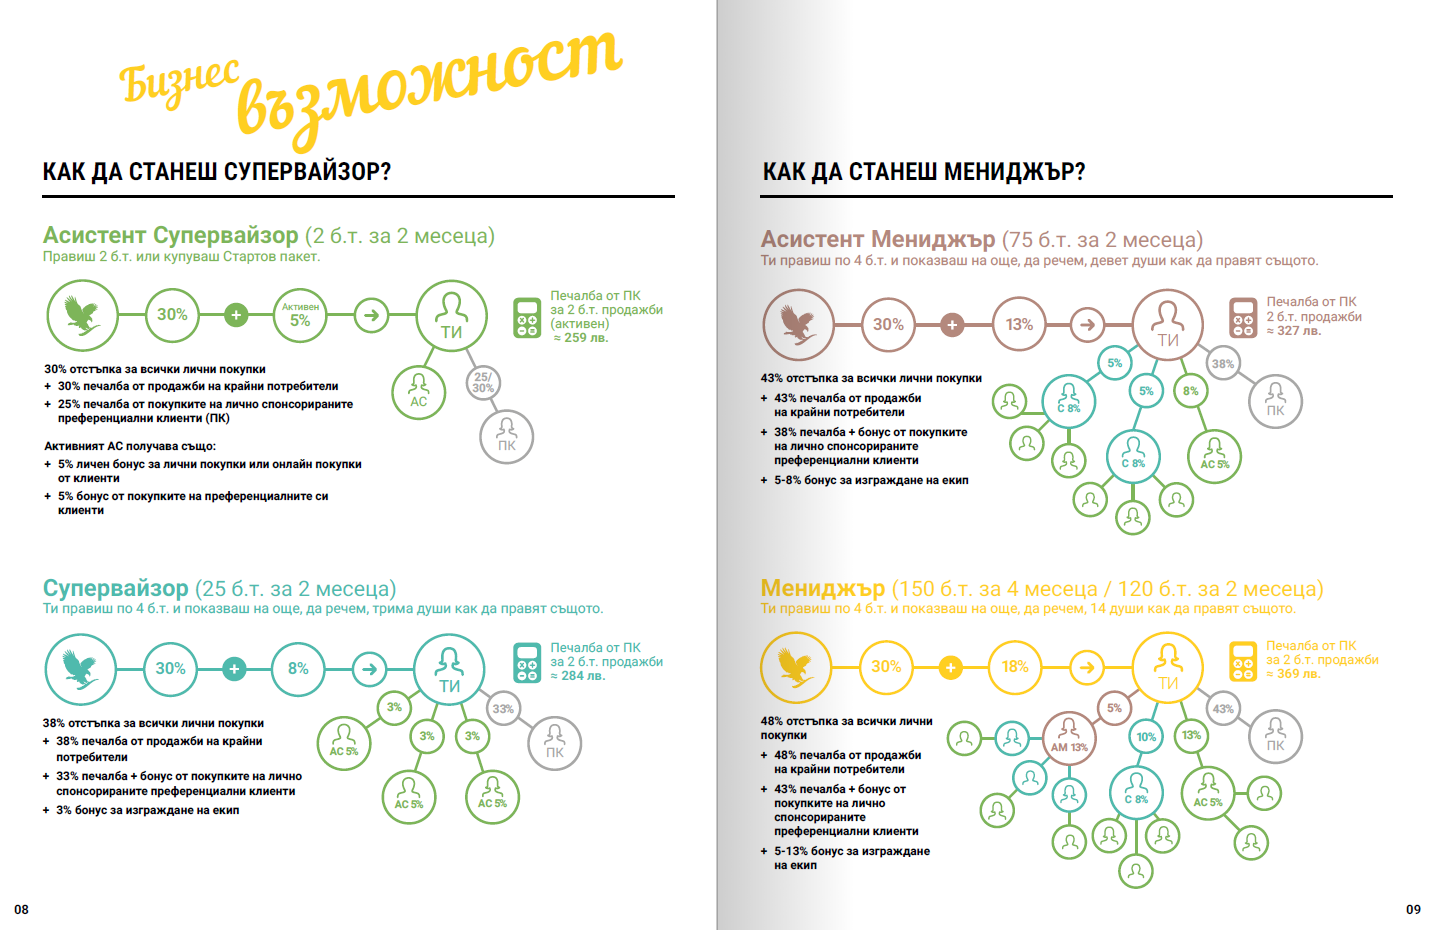 Бизнес
възможност
КАК ДА СТАНЕШ СУПЕРВАЙЗОР?
Асистент Супервайзор (2 б.т. за 2 месеца)
Правиш 2 б.т. или купуваш Стартов пакет.
30%
+
Активен
5%
ТИ
АС
25/
30%
ПК
Печалба от ПК
за 2 б.т. продажби
(активен)
≈ 259 лв.
30% отстъпка за всички лични покупки
+ 30% печалба от продажби на крайни потребители
+ 25% печалба от покупките на лично спонсорираните
преференциални клиенти (ПК)
Активният АС получава също:
+ 5% личен бонус за лични покупки или онлайн покупки
от клиенти
+ 5% бонус от покупките на преференциалните си
клиенти
Супервайзор (25 б.т. за 2 месеца)
Ти правиш по 4 б.т. и показваш на още, да речем, трима души как да правят същото.
30%
+
8%
ТИ
3%
33%
АС 5%
3%
3%
ПК
АС 5%
АС 5%
Печалба от ПК
за 2 б.т. продажби
≈ 284 лв.
38% отстъпка за всички лични покупки
+ 38% печалба от продажби на крайни
потребители
+ 33% печалба + бонус от покупките на лично
спонсорираните преференциални клиенти
+ 3% бонус за изграждане на екип
08
КАК ДА СТАНЕШ МЕНИДЖЪР?
Асистент Мениджър (75 б.т. за 2 месеца)
Ти правиш по 4 б.т. и показваш на още, да речем, девет души как да правят същото.
30%
+
13%
ТИ
5%
38%
5%
8%
С 8%
ПК
С 8%
АС 5%
Печалба от ПК
2 б.т. продажби
≈ 327 лв.
43% отстъпка за всички лични покупки
+ 43% печалба от продажби
на крайни потребители
+ 38% печалба + бонус от покупките
на лично спонсорираните
преференциални клиенти
+ 5-8% бонус за изграждане на екип
Мениджър (150 б.т. за 4 месеца / 120 б.т. за 2 месеца)
Ти правиш по 4 б.т. и показваш на още, да речем, 14 души как да правят същото.
30%
+
18%
ТИ
5%
43%
10%
13%
АМ 13%
ПК
С 8%
АС 5%
Печалба от ПК
за 2 б.т. продажби
≈ 369 лв.
48% отстъпка за всички лични
покупки
+ 48% печалба от продажби
на крайни потребители
+ 43% печалба + бонус от
покупките на лично
спонсорираните
преференциални клиенти
+ 5-13% бонус за изграждане
на екип
09